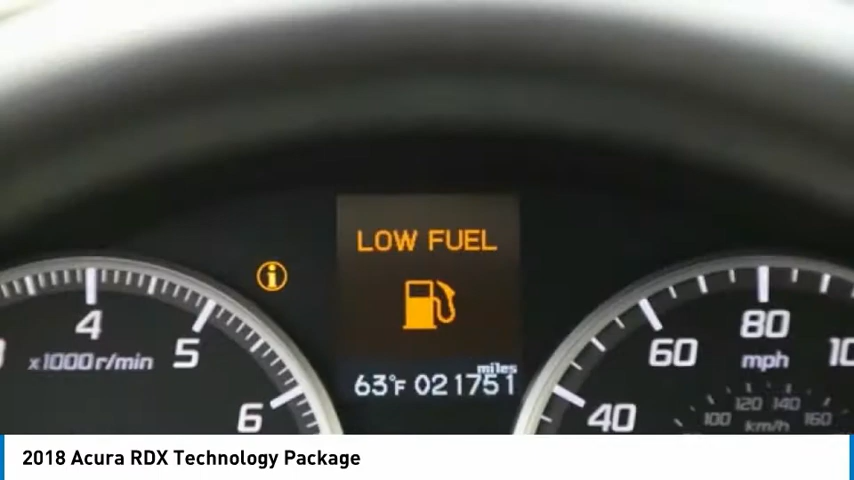 LOW FUEL
4
5
6
x1000r/min
miles
63°F 021751
40
60
80
mph
100
120
140
160
km/h
2018 Acura RDX Technology Package